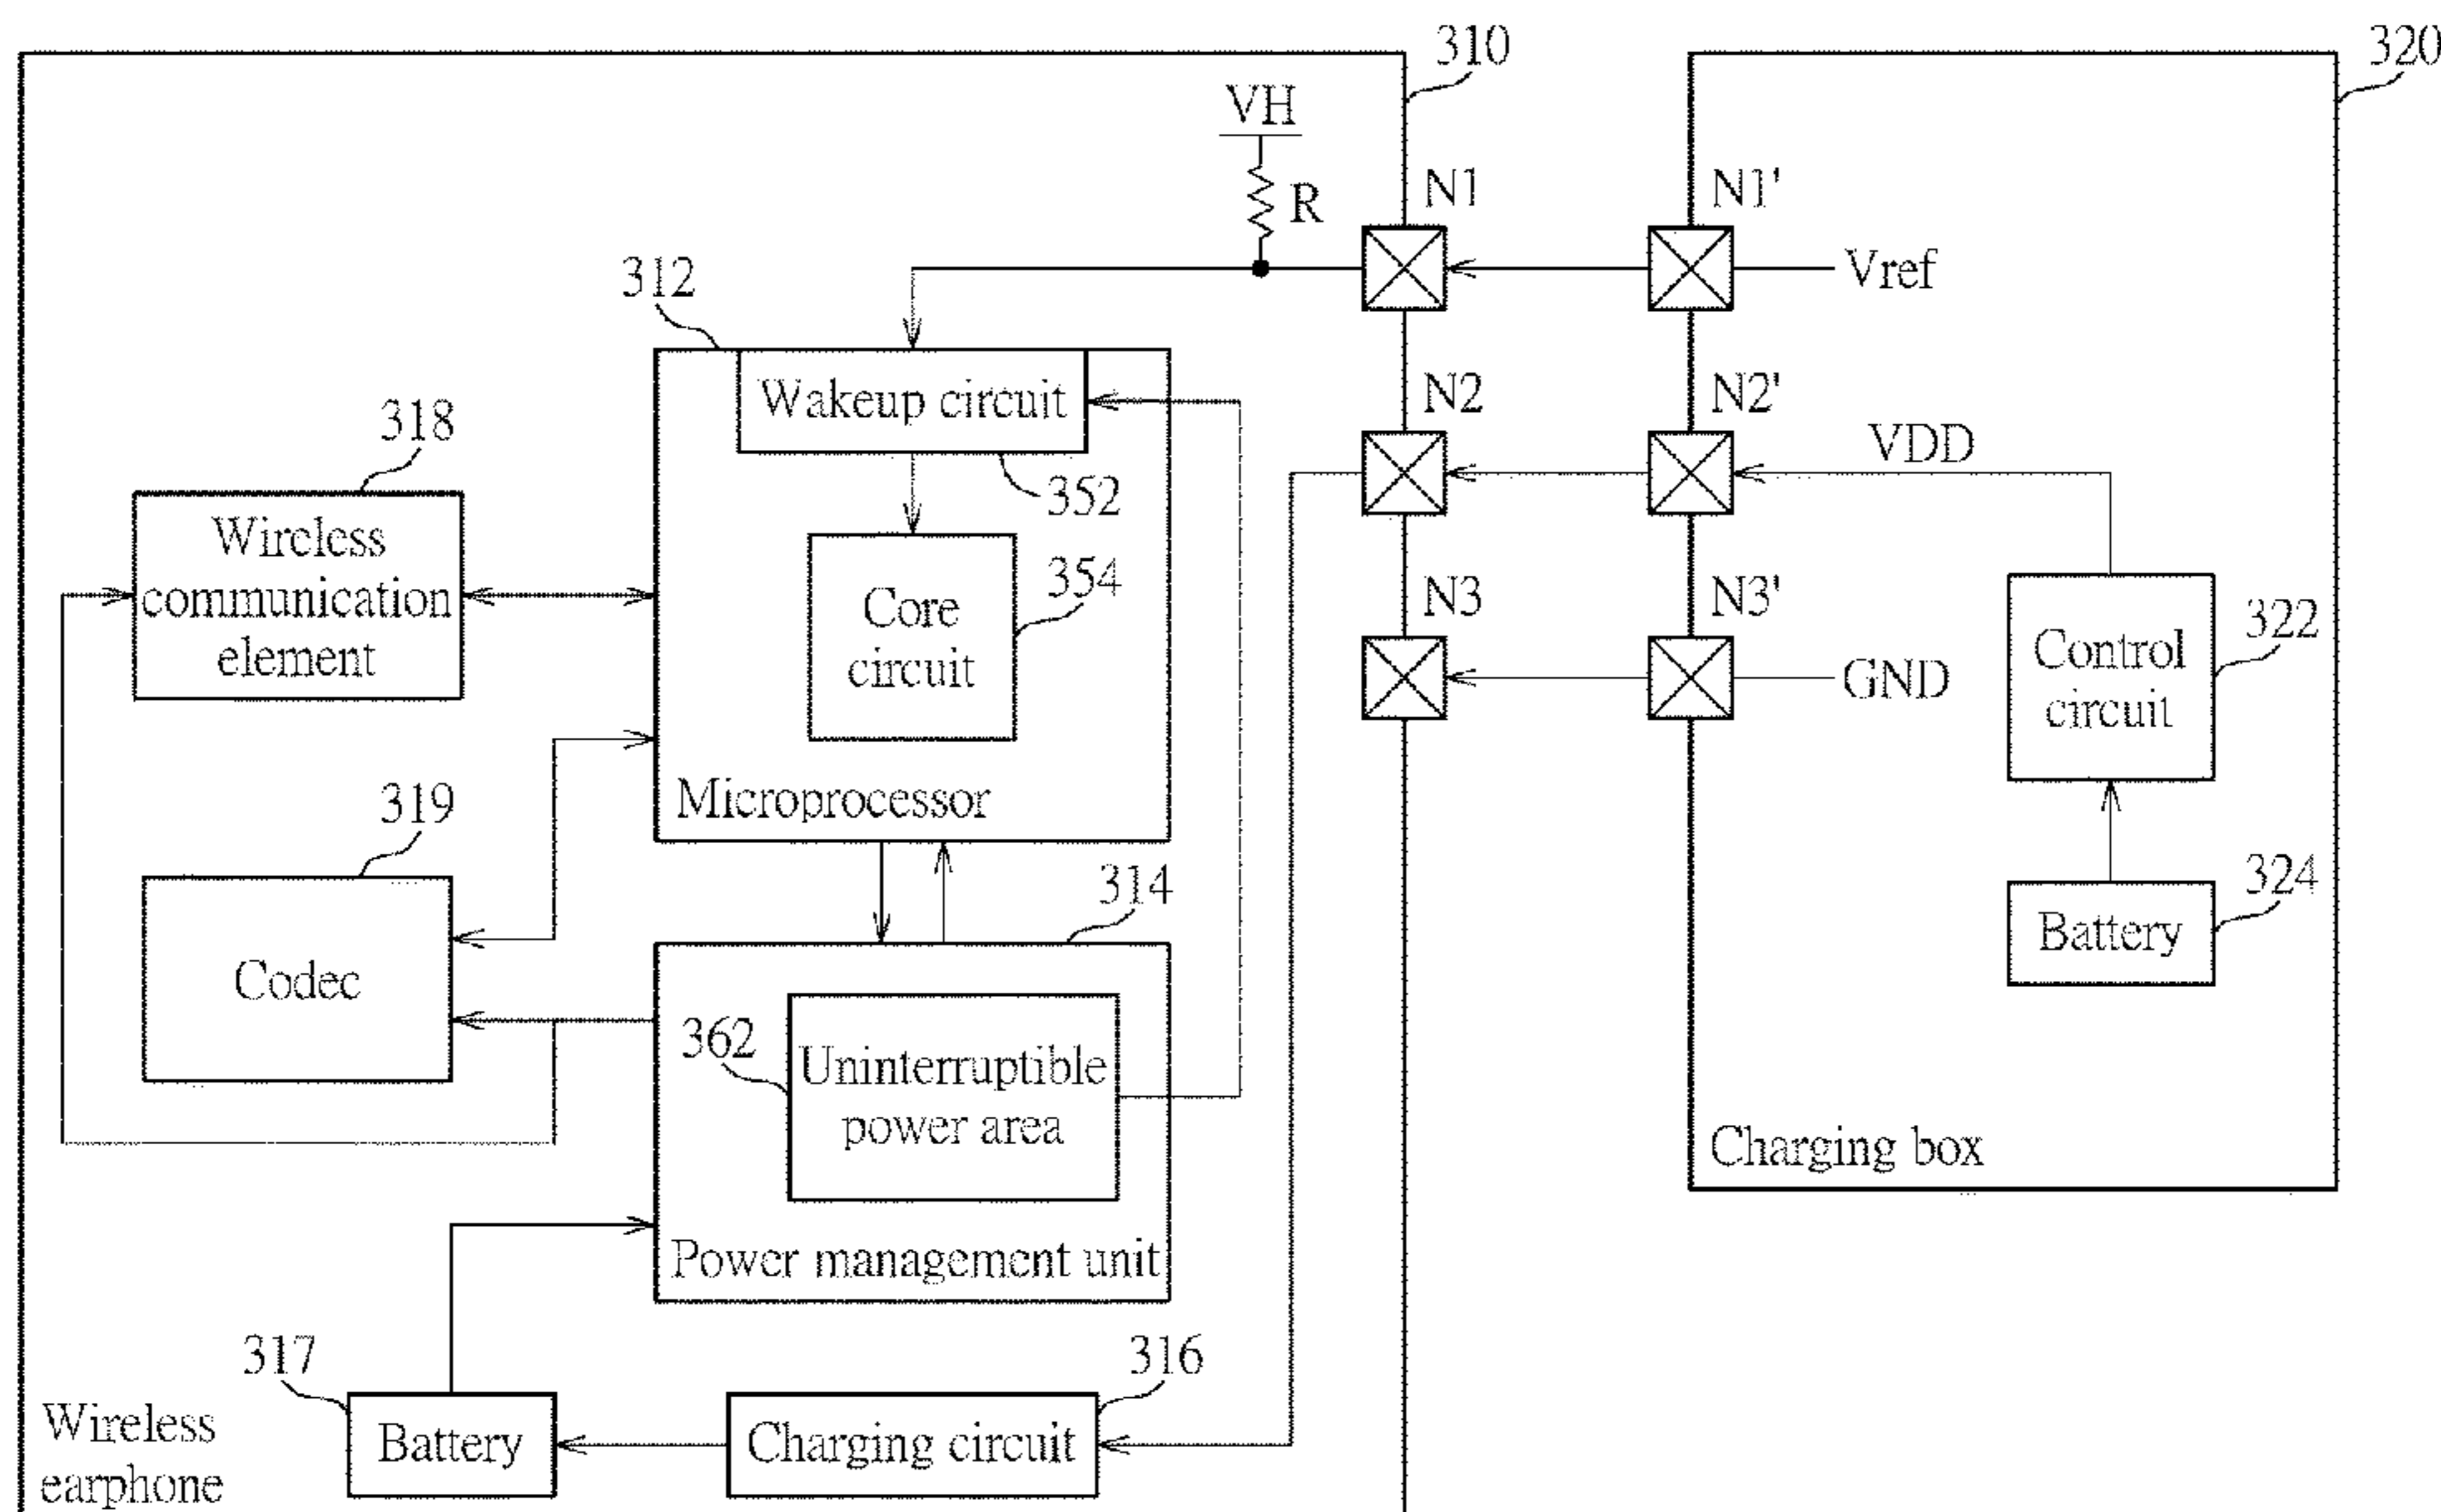 310
320
VH
R
N1
N1'
Vref
312
Wakeup circuit
352
N2
N2'
VDD
318
Wireless
communication
element
354
Core
circuit
N3
N3'
GND
Control
circuit
322
Microprocessor
319
Codec
314
324
Battery
362
Uninterruptible
power area
Power management unit
Charging box
317
Battery
316
Charging circuit
Wireless
earphone